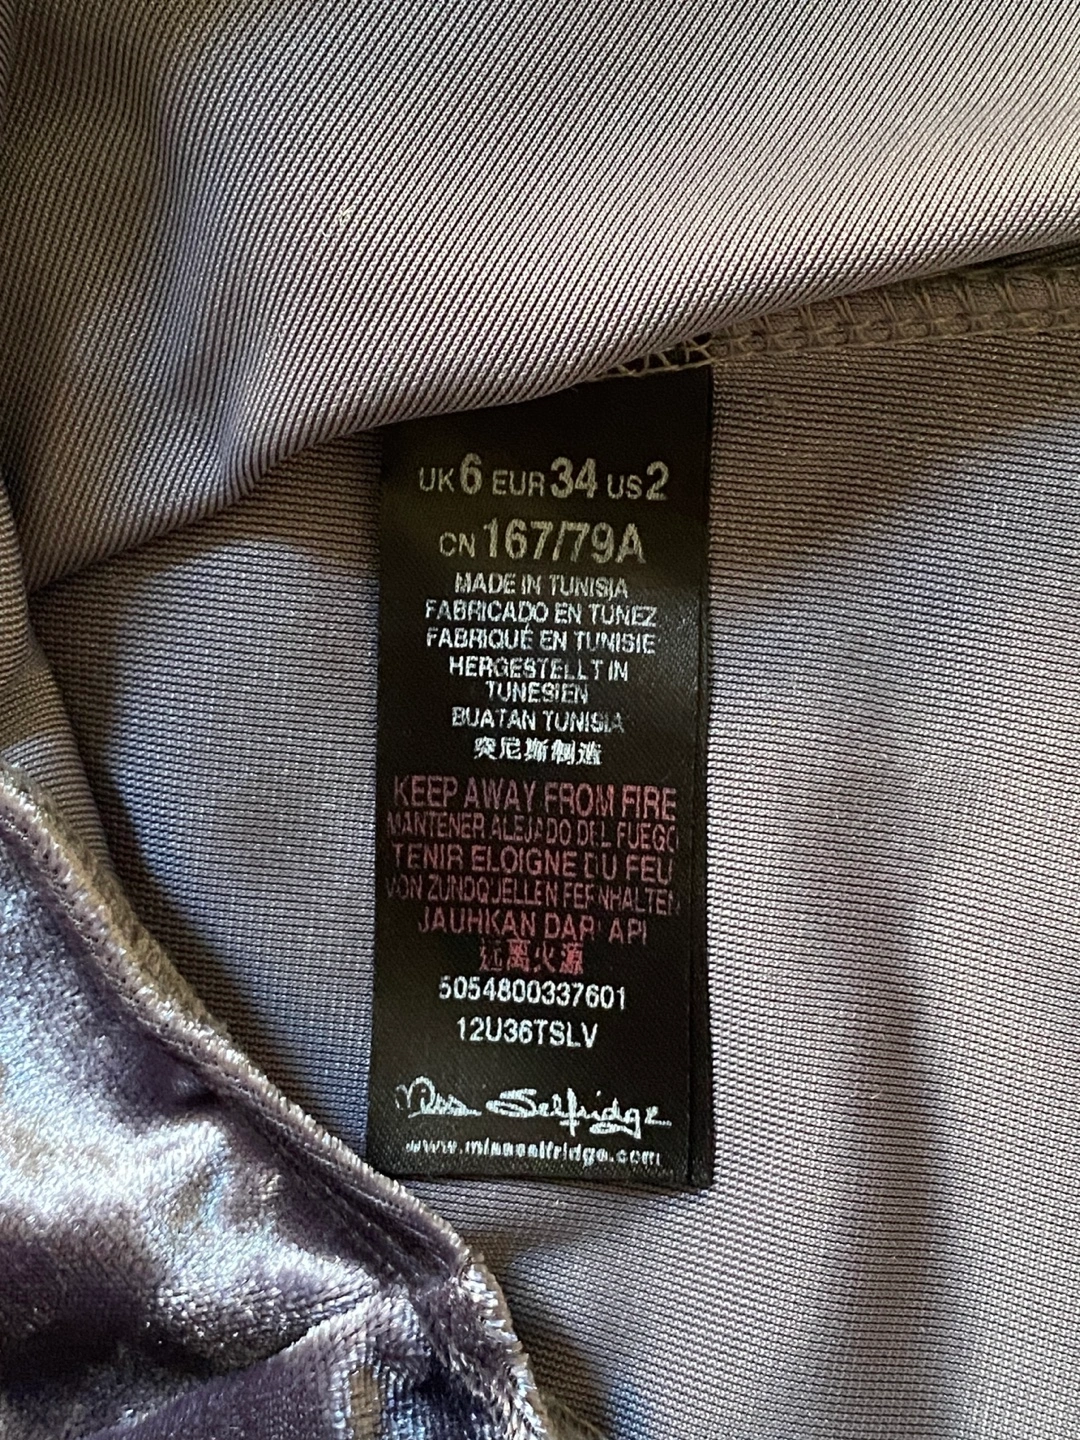 UK 6 EUR 34 US 2
CN 167/79A
MADE IN TUNISIA
FABRICADO EN TUNEZ
FABRIQUÉ EN TUNISIE
HERGESTELLT IN
TUNESIEN
BUATAN TUNISIA
突尼斯制造
KEEP AWAY FROM FIRE
MANTENER ALEJADO DEL FUEGO
TENIR ELOIGNE DU FEU
VON ZUNDQUELLEN FERNHALTEN
JAUHKAN DARI API
远离火源
5054800337601
12U36TSLV
Miss Selfridge
www.missselfridge.com